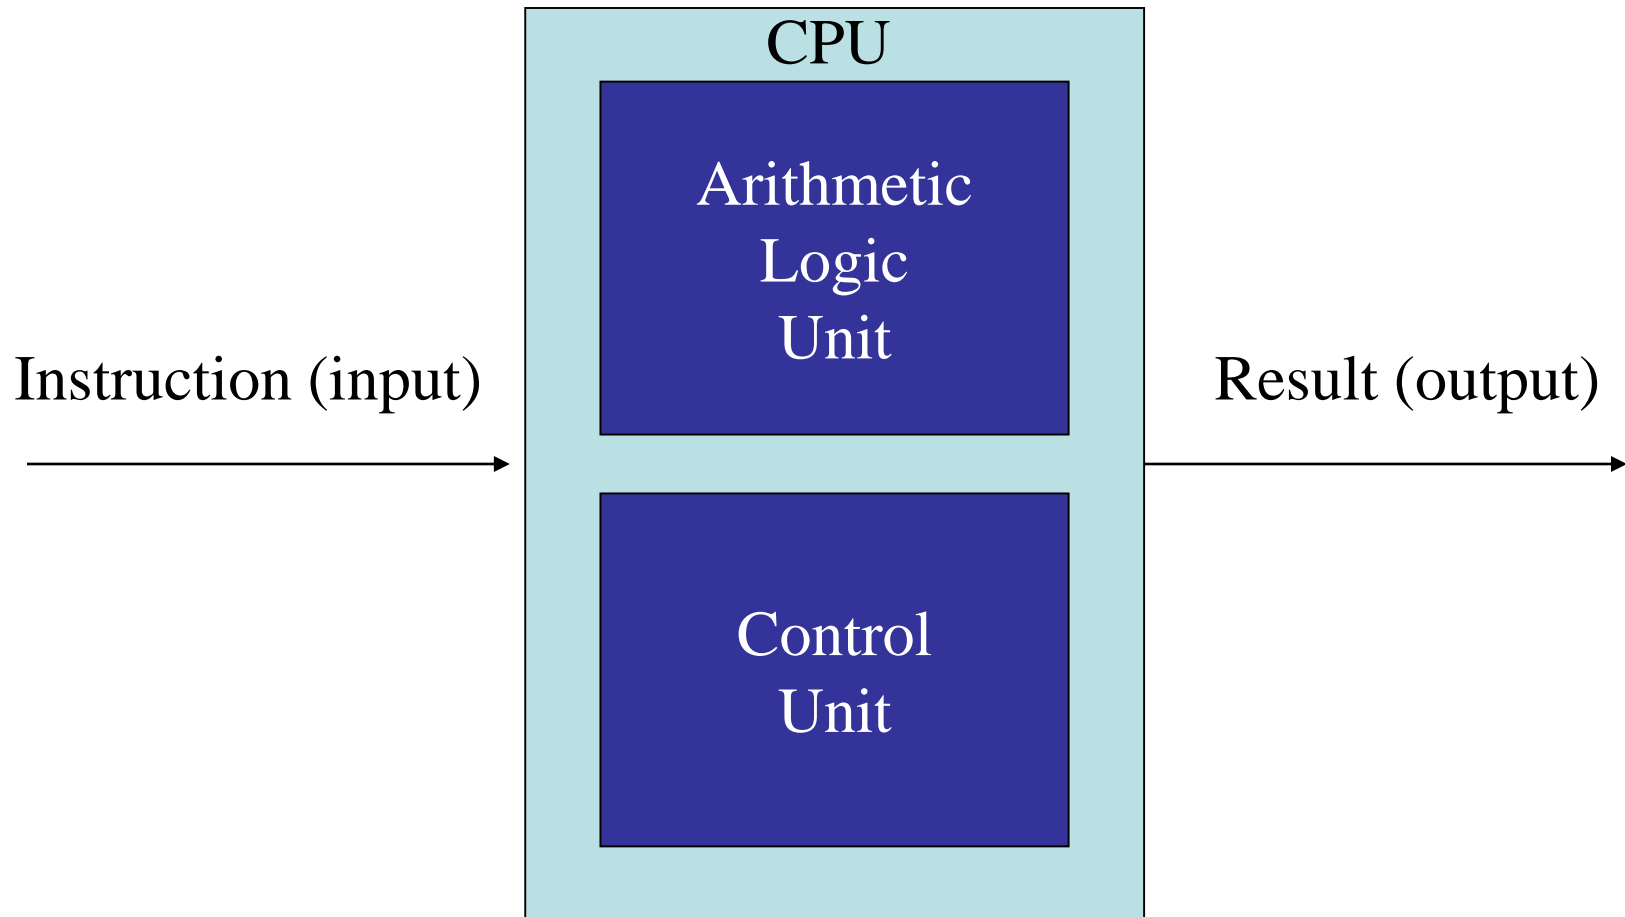 CPU
Arithmetic
Logic
Unit
Instruction (input)
Result (output)
Control
Unit